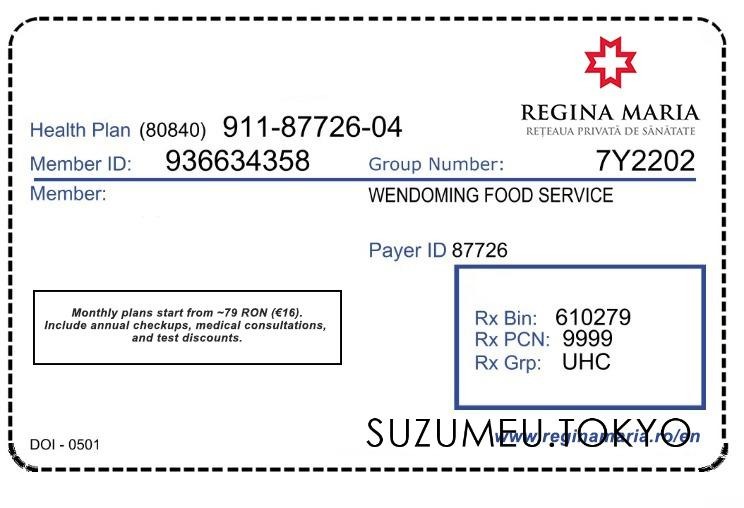 REGINA MARIA
REȚEAUA PRIVATĂ DE SĂNĂTATE
Health Plan (80840) 911-87726-04
Member ID: 936634358 Group Number: 7Y2202
Member: WENDOMING FOOD SERVICE
Payer ID 87726
Monthly plans start from ~79 RON (€16).
Include annual checkups, medical consultations,
and test discounts.
Rx Bin: 610279
Rx PCN: 9999
Rx Grp: UHC
DOI - 0501
www.reginamaria.ro/en
SUZUMEU.TOKYO